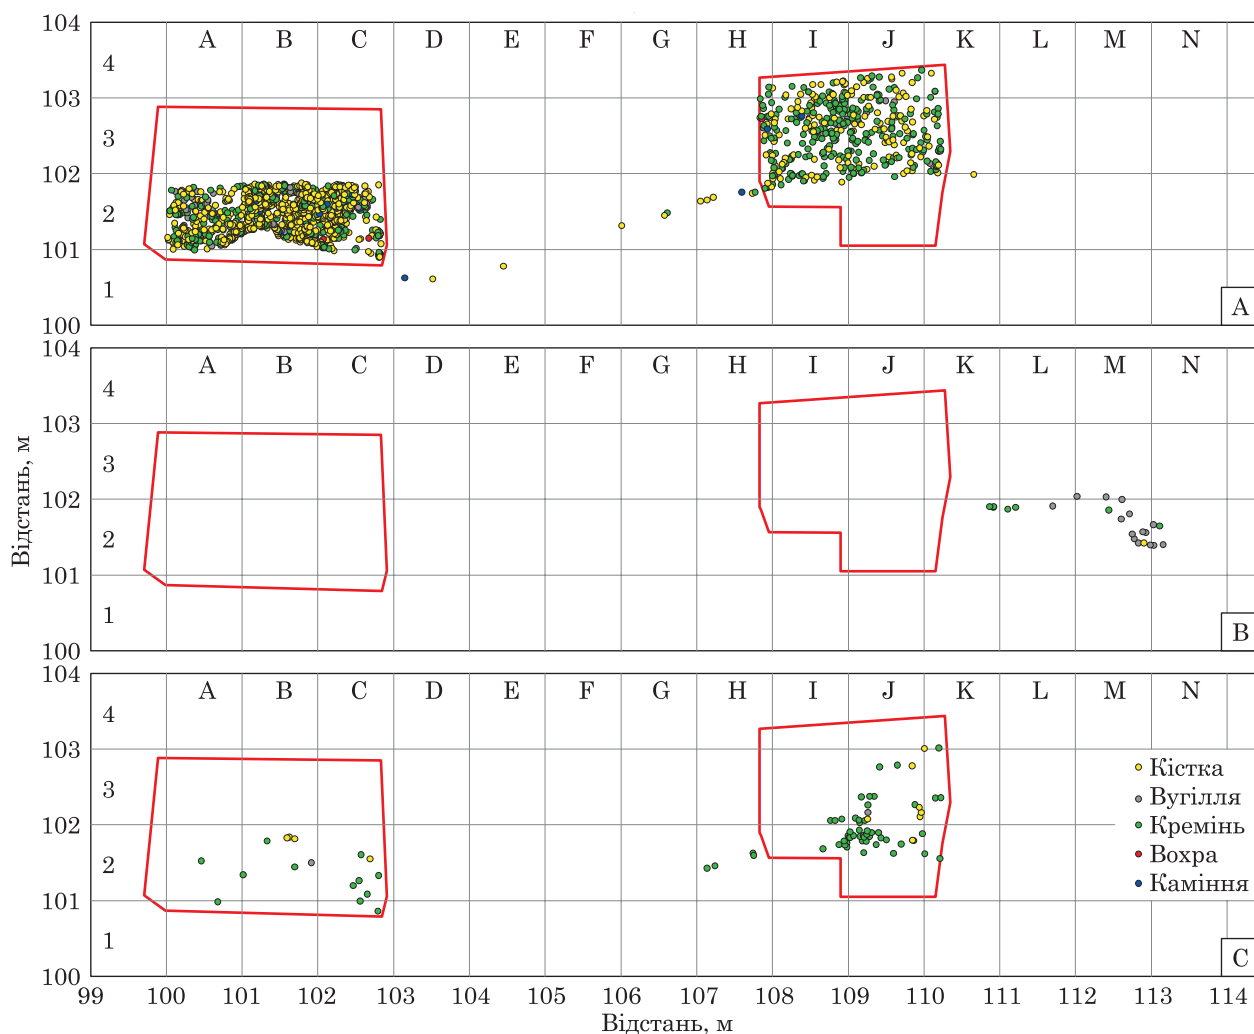 104
A B C D E F G H I J K L M N
4
103
3
102
2
101
1
100
A
104
A B C D E F G H I J K L M N
4
103
3
102
2
101
1
100
B
Відстань, м
104
A B C D E F G H I J K L M N
4
103
3
102
2
101
1
100
Кістка
Вугілля
Кремінь
Вохра
Каміння
C
99 100 101 102 103 104 105 106 107 108 109 110 111 112 113 114
Відстань, м